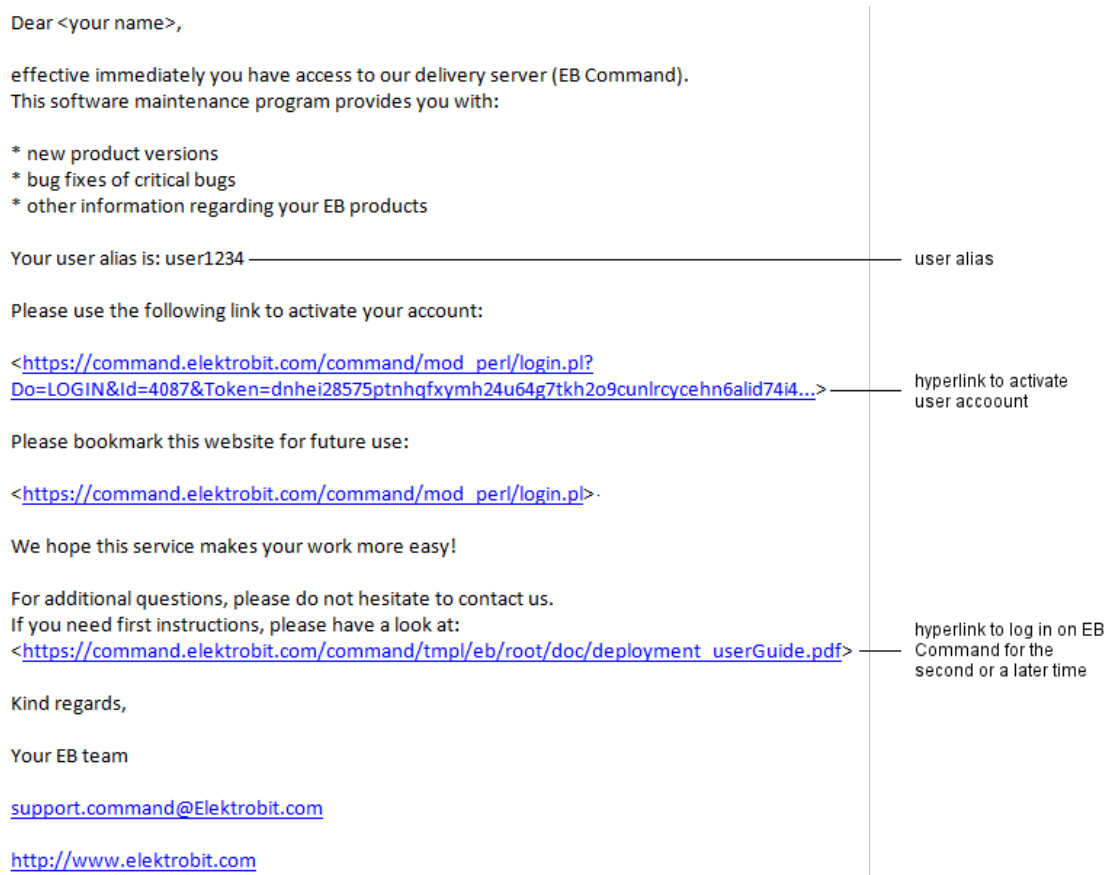 Dear <your name>,
effective immediately you have access to our delivery server (EB Command).
This software maintenance program provides you with:
* new product versions
* bug fixes of critical bugs
* other information regarding your EB products
Your user alias is: user1234
user alias
Please use the following link to activate your account:
<https://command.elektrobit.com/command/mod_perl/login.pl?
Do=LOGIN&Id=4087&Token=dnhei28575ptnhqfxymh24u64g7tkh2o9cunlrcycehn6alid74i4...>
hyperlink to activate
user accoount
Please bookmark this website for future use:
<https://command.elektrobit.com/command/mod_perl/login.pl>.
We hope this service makes your work more easy!
For additional questions, please do not hesitate to contact us.
If you need first instructions, please have a look at:
<https://command.elektrobit.com/command/tmpl/eb/root/doc/deployment_userGuide.pdf>
hyperlink to log in on EB
Command for the
second or a later time
Kind regards,
Your EB team
support.command@Elektrobit.com
http://www.elektrobit.com